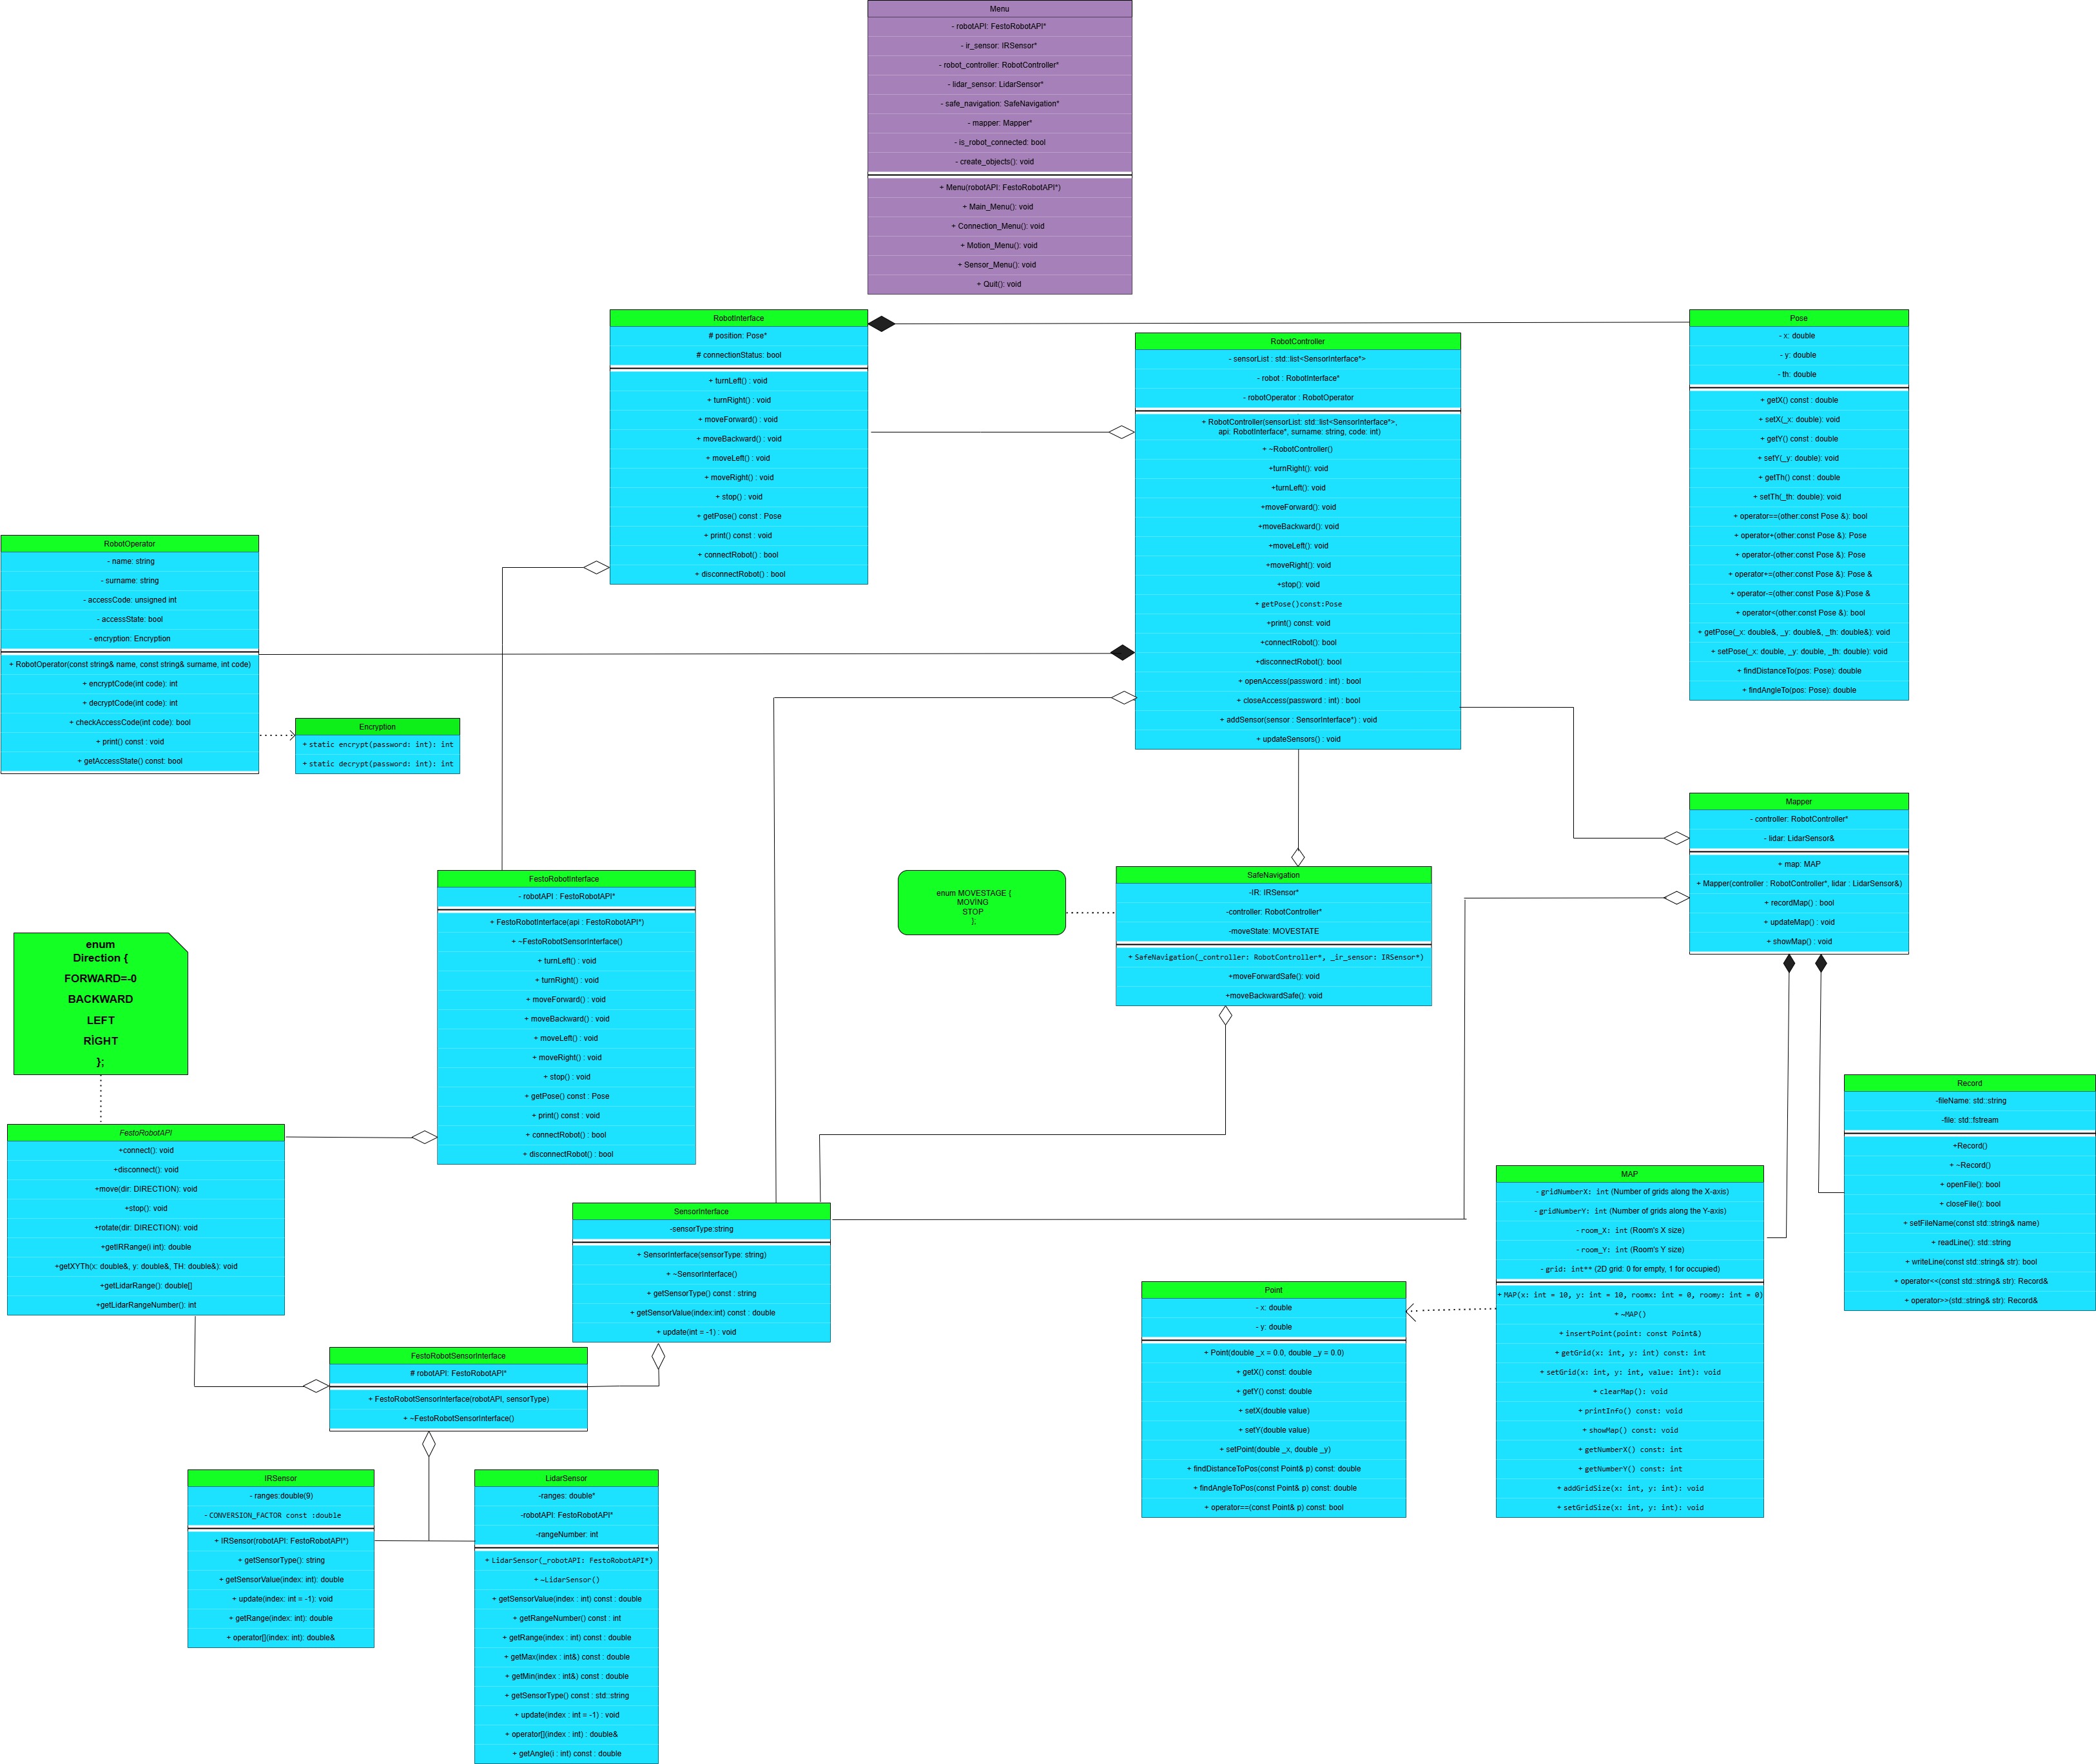 Menu
- robotAPI: FestoRobotAPI*
- ir_sensor: IRSensor*
- robot_controller: RobotController*
- lidar_sensor: LidarSensor*
- safe_navigation: SafeNavigation*
- mapper: Mapper*
- is_robot_connected: bool
- create_objects(): void
+ Menu(robotAPI: FestoRobotAPI*)
+ Main_Menu(): void
+ Connection_Menu(): void
+ Motion_Menu(): void
+ Sensor_Menu(): void
+ Quit(): void
RobotInterface
# position: Pose*
# connectionStatus: bool
+ turnLeft() : void
+ turnRight() : void
+ moveForward() : void
+ moveBackward() : void
+ moveLeft() : void
+ moveRight() : void
+ stop() : void
+ getPose() const : Pose
+ print() const : void
+ connectRobot() : bool
+ disconnectRobot() : bool
RobotController
- sensorList : std::list<SensorInterface*>
- robot : RobotInterface*
- robotOperator : RobotOperator
+ RobotController(sensorList: std::list<SensorInterface*>,
api: RobotInterface*, surname: string, code: int)
+ ~RobotController()
+turnRight(): void
+turnLeft(): void
+moveForward(): void
+moveBackward(): void
+moveLeft(): void
+moveRight(): void
+stop(): void
+ getPose()const:Pose
+print() const: void
+connectRobot(): bool
+disconnectRobot(): bool
+ openAccess(password : int) : bool
+ closeAccess(password : int) : bool
+ addSensor(sensor : SensorInterface*) : void
+ updateSensors() : void
Pose
- x: double
- y: double
- th: double
+ getX() const : double
+ setX(_x: double): void
+ getY() const : double
+ setY(_y: double): void
+ getTh() const : double
+ setTh(_th: double): void
+ operator==(other:const Pose &): bool
+ operator+(other:const Pose &): Pose
+ operator-(other:const Pose &): Pose
+ operator+=(other:const Pose &): Pose &
+ operator-=(other:const Pose &):Pose &
+ operator<(other:const Pose &): bool
+ getPose(_x: double&, _y: double&, _th: double&): void
+ setPose(_x: double, _y: double, _th: double): void
+ findDistanceTo(pos: Pose): double
+ findAngleTo(pos: Pose): double
RobotOperator
- name: string
- surname: string
- accessCode: unsigned int
- accessState: bool
- encryption: Encryption
+ RobotOperator(const string& name, const string& surname, int code)
+ encryptCode(int code): int
+ decryptCode(int code): int
+ checkAccessCode(int code): bool
+ print() const : void
+ getAccessState() const: bool
Encryption
+ static encrypt(password: int): int
+ static decrypt(password: int): int
Mapper
- controller: RobotController*
- lidar: LidarSensor&
+ map: MAP
+ Mapper(controller : RobotController*, lidar : LidarSensor&)
+ recordMap() : bool
+ updateMap() : void
+ showMap() : void
FestoRobotInterface
- robotAPI : FestoRobotAPI*
+ FestoRobotInterface(api : FestoRobotAPI*)
+ ~FestoRobotSensorInterface()
+ turnLeft() : void
+ turnRight() : void
+ moveForward() : void
+ moveBackward() : void
+ moveLeft() : void
+ moveRight() : void
+ stop() : void
+ getPose() const : Pose
+ print() const : void
+ connectRobot() : bool
+ disconnectRobot() : bool
enum MOVESTAGE {
MOVİNG
STOP
};
SafeNavigation
-IR: IRSensor*
-controller: RobotController*
-moveState: MOVESTATE
+ SafeNavigation(_controller: RobotController*, _ir_sensor: IRSensor*)
+moveForwardSafe(): void
+moveBackwardSafe(): void
enum
Direction {
FORWARD=-0
BACKWARD
LEFT
RİGHT
};
FestoRobotAPI
+connect(): void
+disconnect(): void
+move(dir: DIRECTION): void
+stop(): void
+rotate(dir: DIRECTION): void
+getIRRange(i int): double
+getXYTh(x: double&, y: double&, TH: double&): void
+getLidarRange(): double[]
+getLidarRangeNumber(): int
Record
-fileName: std::string
-file: std::fstream
+Record()
+ ~Record()
+ openFile(): bool
+ closeFile(): bool
+ setFileName(const std::string& name)
+ readLine(): std::string
+ writeLine(const std::string& str): bool
+ operator<<(const std::string& str): Record&
+ operator>>(std::string& str): Record&
MAP
- gridNumberX: int (Number of grids along the X-axis)
- gridNumberY: int (Number of grids along the Y-axis)
- room_X: int (Room's X size)
- room_Y: int (Room's Y size)
- grid: int** (2D grid: 0 for empty, 1 for occupied)
+ MAP(x: int = 10, y: int = 10, roomx: int = 0, roomy: int = 0)
+ ~MAP()
+ insertPoint(point: const Point&)
+ getGrid(x: int, y: int) const: int
+ setGrid(x: int, y: int, value: int): void
+ clearMap(): void
+ printInfo() const: void
+ showMap() const: void
+ getNumberX() const: int
+ getNumberY() const: int
+ addGridSize(x: int, y: int): void
+ setGridSize(x: int, y: int): void
SensorInterface
-sensorType:string
+ SensorInterface(sensorType: string)
+ ~SensorInterface()
+ getSensorType() const : string
+ getSensorValue(index:int) const : double
+ update(int = -1) : void
Point
- x: double
- y: double
+ Point(double _x = 0.0, double _y = 0.0)
+ getX() const: double
+ getY() const: double
+ setX(double value)
+ setY(double value)
+ setPoint(double _x, double _y)
+ findDistanceToPos(const Point& p) const: double
+ findAngleToPos(const Point& p) const: double
+ operator==(const Point& p) const: bool
FestoRobotSensorInterface
# robotAPI: FestoRobotAPI*
+ FestoRobotSensorInterface(robotAPI, sensorType)
+ ~FestoRobotSensorInterface()
IRSensor
- ranges:double(9)
- CONVERSION_FACTOR const :double
+ IRSensor(robotAPI: FestoRobotAPI*)
+ getSensorType(): string
+ getSensorValue(index: int): double
+ update(index: int = -1): void
+ getRange(index: int): double
+ operator[](index: int): double&
LidarSensor
-ranges: double*
-robotAPI: FestoRobotAPI*
-rangeNumber: int
+ LidarSensor(_robotAPI: FestoRobotAPI*)
+ ~LidarSensor()
+ getSensorValue(index : int) const : double
+ getRangeNumber() const : int
+ getRange(index : int) const : double
+ getMax(index : int&) const : double
+ getMin(index : int&) const : double
+ getSensorType() const : std::string
+ update(index : int = -1) : void
+ operator[](index : int) : double&
+ getAngle(i : int) const : double